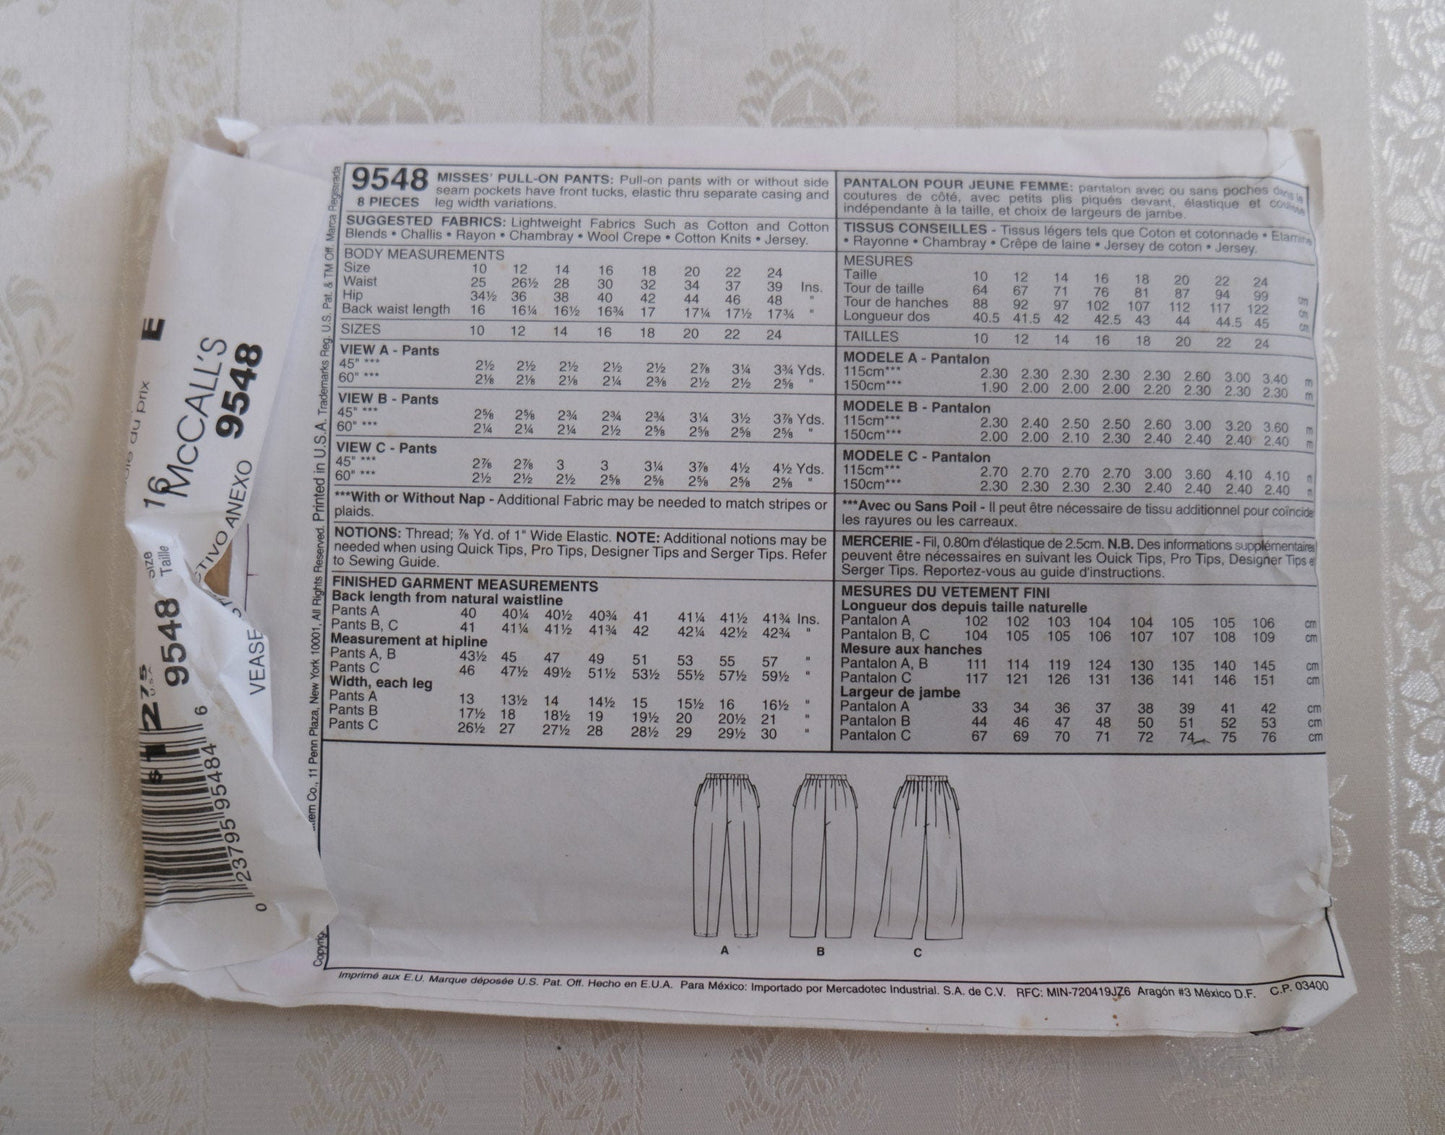 9548 MISSES' PULL-ON PANTS: Pull-on pants with or without side
8 PIECES seam pockets have front tucks, elastic thru separate casing and
leg width variations.
SUGGESTED FABRICS: Lightweight Fabrics Such as Cotton and Cotton
Blends • Challis • Rayon • Chambray • Wool Crepe • Cotton Knits • Jersey.
BODY MEASUREMENTS
Size 10 12 14 16 18 20 22 24
Waist 25 26½ 28 30 32 34 37 39 Ins.
Hip 34½ 36 38 40 42 44 46 48 "
Back waist length 16 16¼ 16½ 16¾ 17 17¼ 17½ 17¾ "
SIZES 10 12 14 16 18 20 22 24
VIEW A - Pants
45" *** 2½ 2½ 2½ 2½ 2½ 2⅞ 3¼ 3¾ Yds.
60" *** 2⅛ 2⅛ 2⅛ 2¼ 2⅜ 2½ 2½ 2⅝ "
VIEW B - Pants
45" *** 2⅝ 2⅝ 2¾ 2¾ 2¾ 3¼ 3½ 3⅞ Yds.
60" *** 2¼ 2¼ 2¼ 2½ 2⅝ 2⅝ 2⅝ 2⅝ "
VIEW C - Pants
45" *** 2⅞ 2⅞ 3 3 3¼ 3⅞ 4½ 4½ Yds.
60" *** 2½ 2½ 2½ 2⅝ 2⅝ 2⅝ 2⅝ 2⅝ "
***With or Without Nap - Additional Fabric may be needed to match stripes or
plaids.
NOTIONS: Thread; ⅞ Yd. of 1" Wide Elastic. NOTE: Additional notions may be
needed when using Quick Tips, Pro Tips, Designer Tips and Serger Tips. Refer
to Sewing Guide.
FINISHED GARMENT MEASUREMENTS
Back length from natural waistline
Pants A 40 40¼ 40½ 40¾ 41 41¼ 41½ 41¾ Ins.
Pants B, C 41 41¼ 41½ 41¾ 42 42¼ 42½ 42¾ "
Measurement at hipline
Pants A, B 43½ 45 47 49 51 53 55 57 "
Pants C 46 47½ 49½ 51½ 53½ 55½ 57½ 59½ "
Width, each leg
Pants A 13 13½ 14 14½ 15 15½ 16 16½ "
Pants B 17½ 18 18½ 19 19½ 20 20½ 21 "
Pants C 26½ 27 27½ 28 28½ 29 29½ 30 "
PANTALON POUR JEUNE FEMME: pantalon avec ou sans poches dans la
coutures de côté, avec petits plis piqués devant, élastique et coulisse
indépendante à la taille, et choix de largeurs de jambe.
TISSUS CONSEILLES - Tissus légers tels que Coton et cotonnade • Etamine
• Rayonne • Chambray • Crêpe de laine • Jersey de coton • Jersey.
MESURES
Taille 10 12 14 16 18 20 22 24
Tour de taille 64 67 71 76 81 87 94 99 cm
Tour de hanches 88 92 97 102 107 112 117 122 cm
Longueur dos 40.5 41.5 42 42.5 43 44 44.5 45 cm
TAILLES 10 12 14 16 18 20 22 24
MODELE A - Pantalon
115cm*** 2.30 2.30 2.30 2.30 2.30 2.60 3.00 3.40 m
150cm*** 1.90 2.00 2.00 2.00 2.20 2.30 2.30 2.30 m
MODELE B - Pantalon
115cm*** 2.30 2.40 2.50 2.50 2.60 3.00 3.20 3.60 m
150cm*** 2.00 2.00 2.10 2.30 2.40 2.40 2.40 2.40 m
MODELE C - Pantalon
115cm*** 2.70 2.70 2.70 2.70 3.00 3.60 4.10 4.10
150cm*** 2.30 2.30 2.30 2.30 2.40 2.40 2.40 2.40
***Avec ou Sans Poil - Il peut être nécessaire de tissu additionnel pour coïncide
les rayures ou les carreaux.
MERCERIE - Fil, 0.80m d'élastique de 2.5cm. N.B. Des informations supplémentaires
peuvent être nécessaires en suivant les Quick Tips, Pro Tips, Designer Tips e
Serger Tips. Reportez-vous au guide d'instructions.
MESURES DU VETEMENT FINI
Longueur dos depuis taille naturelle
Pantalon A 102 102 103 104 104 105 105 106 cm
Pantalon B, C 104 105 105 106 107 107 108 109 cm
Mesure aux hanches
Pantalon A, B 111 114 119 124 130 135 140 145 cm
Pantalon C 117 121 126 131 136 141 146 151 cm
Largeur de jambe
Pantalon A 33 34 36 37 38 39 41 42 cm
Pantalon B 44 46 47 48 50 51 52 53 cm
Pantalon C 67 69 70 71 72 74 75 76 cm
A B C
Imprimé aux E.U. Marque déposée U.S. Pat. Off. Hecho en E.U.A. Para México: Importado por Mercadotec Industrial. S.A. de C.V. RFC: MIN-720419JZ6 Aragón #3 México D.F. C.P. 03400
Co., 11 Penn Plaza, New York 10001, All Rights Reserved. Printed in U.S.A. Trademarks Reg. U.S. Pat. & TM Off. Marca Registrada
McCALL'S
9548
du prix
E
ANEXO
VEASE
Size
Taille
16
9548
$12.75
U.S.A.
0 23795 95484 6